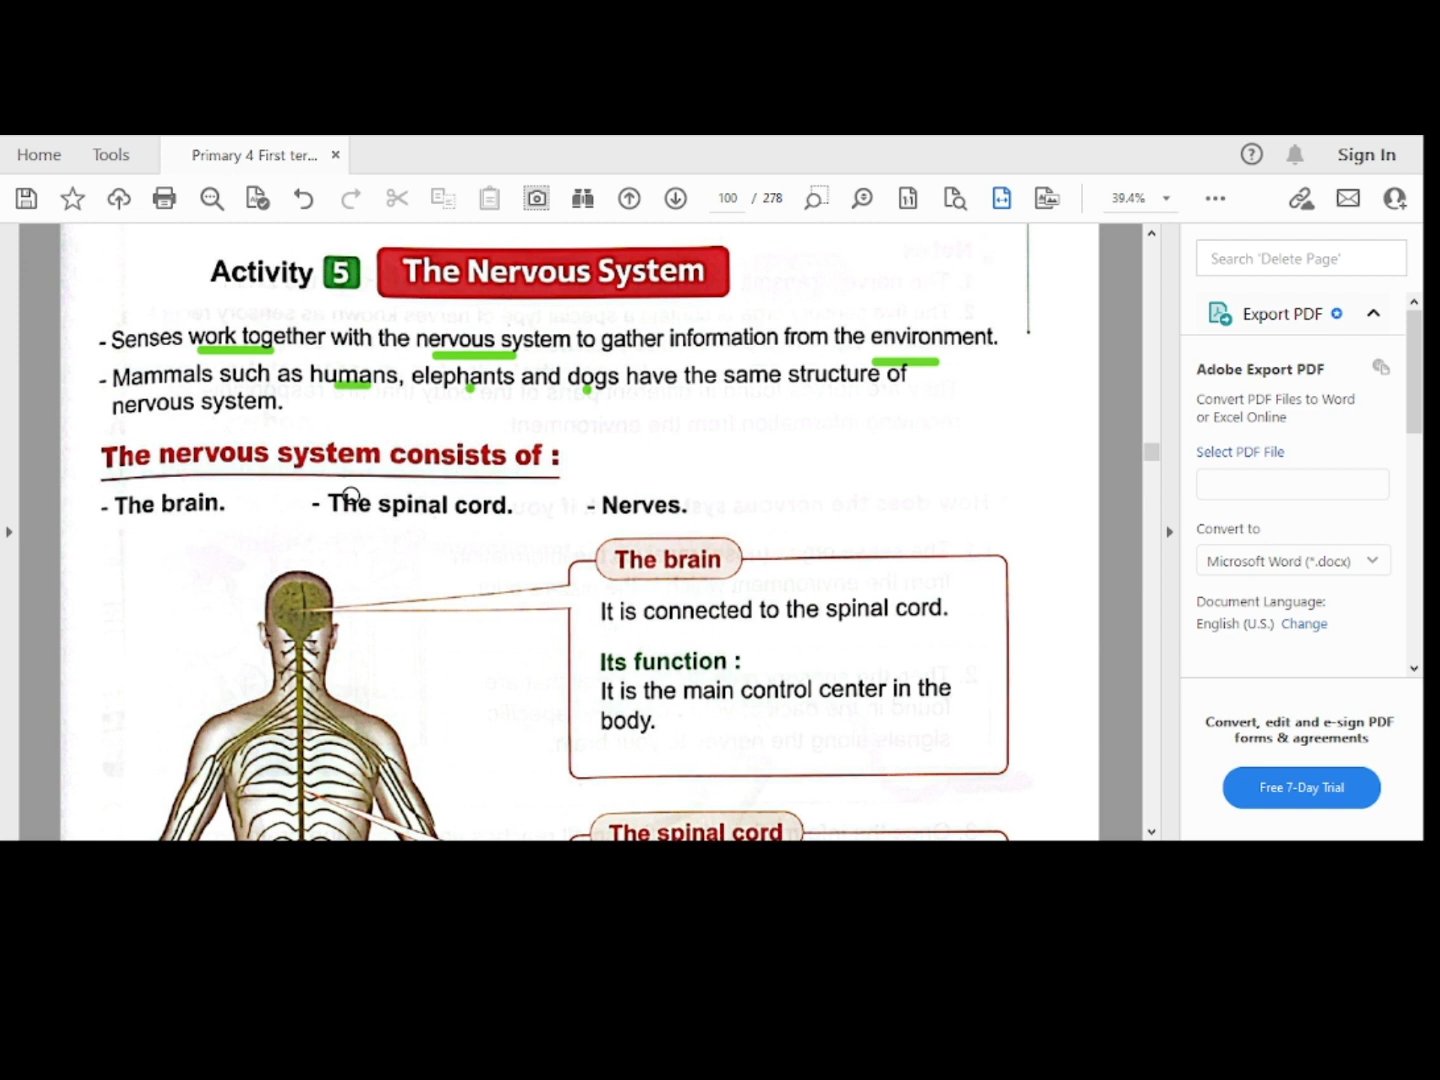 Home Tools Primary 4 First ter... ×
Sign In
100 / 278 39.4%
Activity 5 The Nervous System
- Senses work together with the nervous system to gather information from the environment.
- Mammals such as humans, elephants and dogs have the same structure of
nervous system.
The nervous system consists of :
- The brain. - The spinal cord. - Nerves.
The brain
It is connected to the spinal cord.
Its function :
It is the main control center in the
body.
The spinal cord
Search 'Delete Page'
Export PDF
Adobe Export PDF
Convert PDF Files to Word
or Excel Online
Select PDF File
Convert to
Microsoft Word (*.docx)
Document Language:
English (U.S.) Change
Convert, edit and e-sign PDF
forms & agreements
Free 7-Day Trial